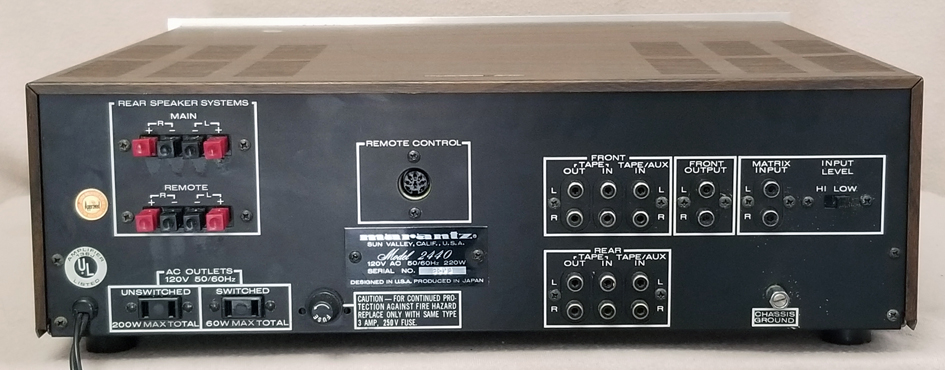 REAR SPEAKER SYSTEMS
MAIN
R L
+ - - +
REMOTE
R L
+ - - +
AMPLIFIER
UL
LISTED
AC OUTLETS
120V 50/60Hz
UNSWITCHED SWITCHED
200W MAX TOTAL 60W MAX TOTAL
REMOTE CONTROL
marantz®
SUN VALLEY, CALIF., U.S.A.
Model 2440
120V AC 50/60Hz 220W
SERIAL NO.
DESIGNED IN U.S.A. PRODUCED IN JAPAN
CAUTION — FOR CONTINUED PRO-
TECTION AGAINST FIRE HAZARD
REPLACE ONLY WITH SAME TYPE
3 AMP, 250V FUSE.
FRONT
TAPE TAPE/AUX
OUT IN IN
L L
R R
FRONT
OUTPUT
L
R
MATRIX
INPUT
L
R
INPUT
LEVEL
HI LOW
REAR
TAPE TAPE/AUX
OUT IN IN
L L
R R
CHASSIS
GROUND